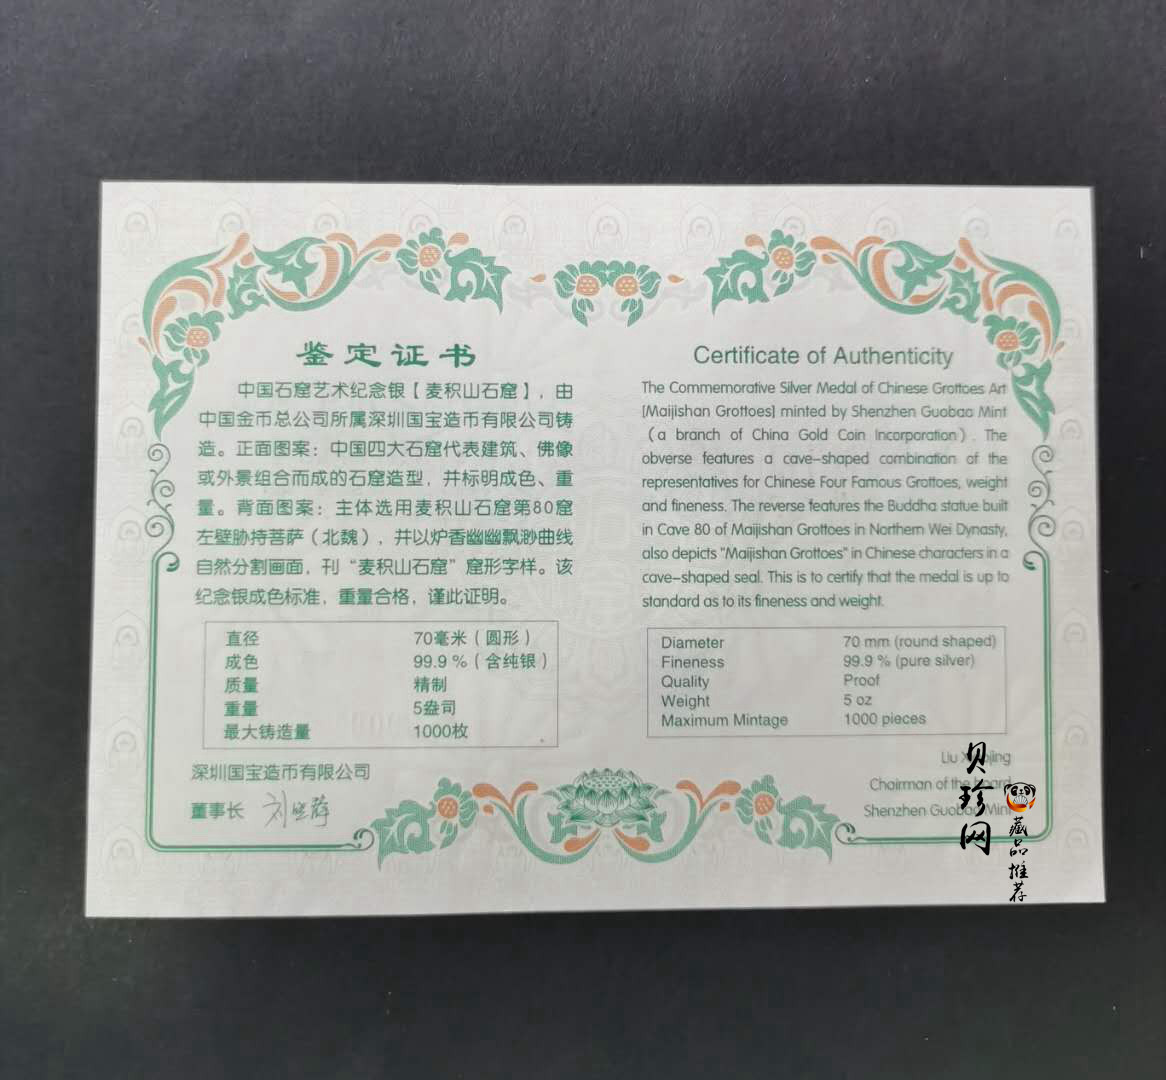 鉴定证书
中国石窟艺术纪念银【麦积山石窟】，由
中国金币总公司所属深圳国宝造币有限公司铸
造。正面图案：中国四大石窟代表建筑、佛像
或外景组合而成的石窟造型，并标明成色、重
量。背面图案：主体选用麦积山石窟第80窟
左壁胁持菩萨（北魏），并以炉香幽幽飘渺曲线
自然分割画面，刊“麦积山石窟”窟形字样。该
纪念银成色标准，重量合格，谨此证明。
直径 70毫米（圆形）
成色 99.9％（含纯银）
质量 精制
重量 5盎司
最大铸造量 1000枚
深圳国宝造币有限公司
董事长
Certificate of Authenticity
The Commemorative Silver Medal of Chinese Grottoes Art
[Maijishan Grottoes] minted by Shenzhen Guobao Mint
（a branch of China Gold Coin Incorporation）. The
obverse features a cave-shaped combination of the
representatives for Chinese Four Famous Grottoes, weight
and fineness. The reverse features the Buddha statue built
in Cave 80 of Maijishan Grottoes in Northern Wei Dynasty,
also depicts "Maijishan Grottoes" in Chinese characters in a
cave-shaped seal. This is to certify that the medal is up to
standard as to its fineness and weight.
Diameter 70 mm (round shaped)
Fineness 99.9 % (pure silver)
Quality Proof
Weight 5 oz
Maximum Mintage 1000 pieces
Liu
Chairman of the board
Shenzhen Guobao Mint
贝珍网
藏品推荐